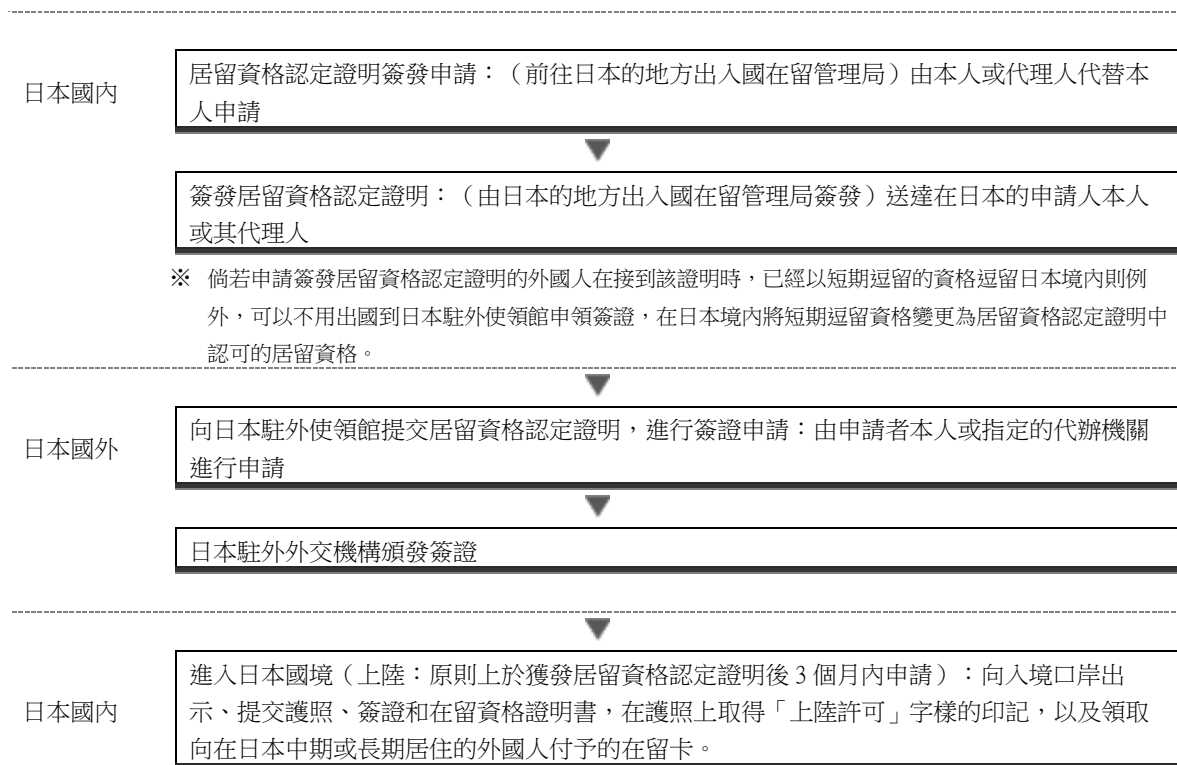 日本國內
居留資格認定證明簽發申請：（前往日本的地方出入國在留管理局）由本人或代理人代替本
人申請
簽發居留資格認定證明：（由日本的地方出入國在留管理局簽發）送達在日本的申請人本人
或其代理人
※ 倘若申請簽發居留資格認定證明的外國人在接到該證明時，已經以短期逗留的資格逗留日本境內則例
外，可以不用出國到日本駐外使領館申領簽證，在日本境內將短期逗留資格變更為居留資格認定證明中
認可的居留資格。
日本國外
向日本駐外使領館提交居留資格認定證明，進行簽證申請：由申請者本人或指定的代辦機關
進行申請
日本駐外外交機構頒發簽證
日本國內
進入日本國境（上陸：原則上於獲發居留資格認定證明後 3 個月內申請）：向入境口岸出
示、提交護照、簽證和在留資格證明書，在護照上取得「上陸許可」字樣的印記，以及領取
向在日本中期或長期居住的外國人付予的在留卡。